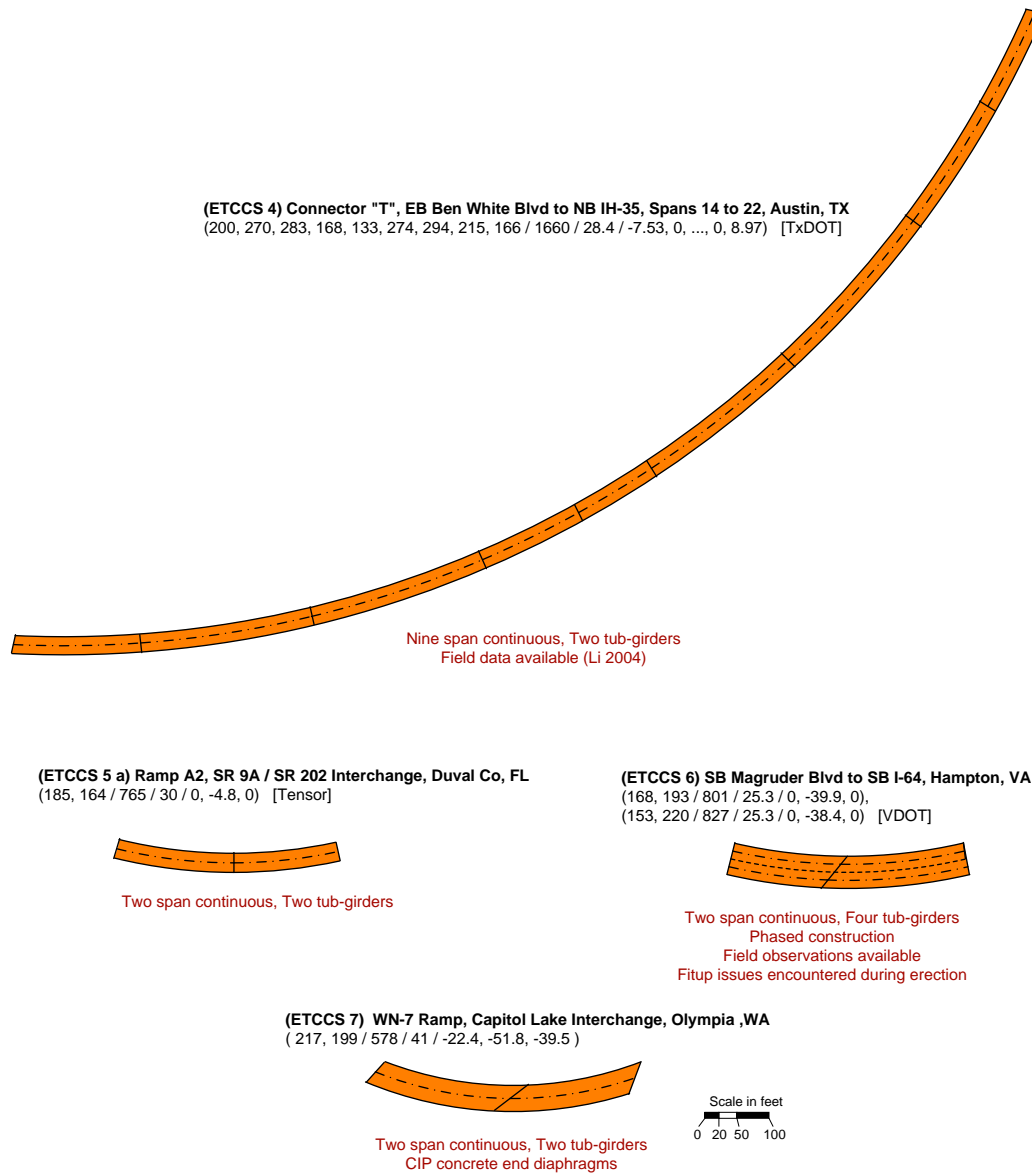 (ETCCS 4) Connector "T", EB Ben White Blvd to NB IH-35, Spans 14 to 22, Austin, TX
(200, 270, 283, 168, 133, 274, 294, 215, 166 / 1660 / 28.4 / -7.53, 0, ..., 0, 8.97) [TxDOT]
Nine span continuous, Two tub-girders
Field data available (Li 2004)
(ETCCS 5 a) Ramp A2, SR 9A / SR 202 Interchange, Duval Co, FL
(185, 164 / 765 / 30 / 0, -4.8, 0) [Tensor]
Two span continuous, Two tub-girders
(ETCCS 6) SB Magruder Blvd to SB I-64, Hampton, VA
(168, 193 / 801 / 25.3 / 0, -39.9, 0),
(153, 220 / 827 / 25.3 / 0, -38.4, 0) [VDOT]
Two span continuous, Four tub-girders
Phased construction
Field observations available
Fitup issues encountered during erection
(ETCCS 7) WN-7 Ramp, Capitol Lake Interchange, Olympia ,WA
( 217, 199 / 578 / 41 / -22.4, -51.8, -39.5 )
Two span continuous, Two tub-girders
CIP concrete end diaphragms
Scale in feet
0 20 50 100